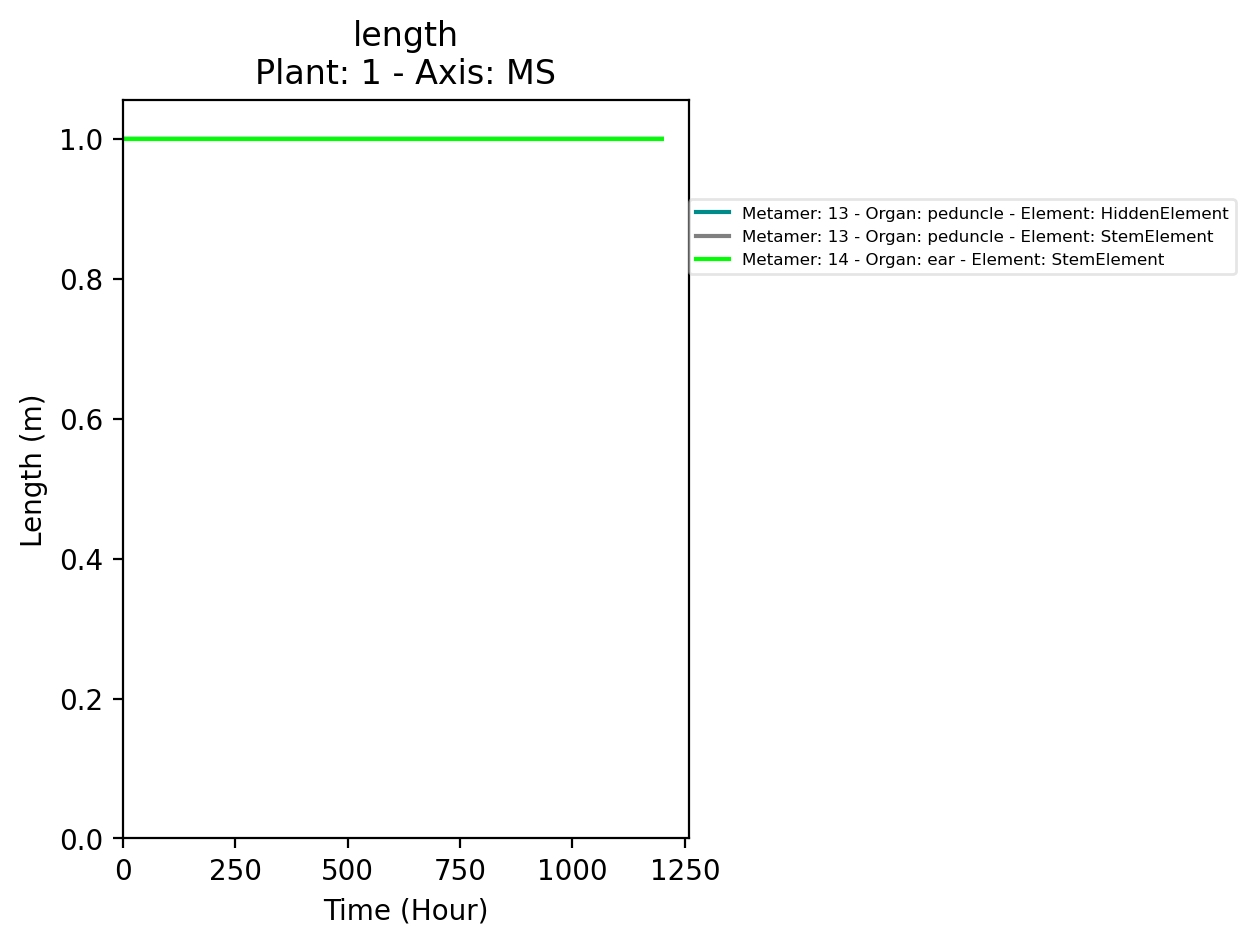 length
Plant: 1 - Axis: MS
1.0
0.8
0.6
0.4
0.2
0.0
Length (m)
0 250 500 750 1000 1250
Time (Hour)
Metamer: 13 - Organ: peduncle - Element: HiddenElement
Metamer: 13 - Organ: peduncle - Element: StemElement
Metamer: 14 - Organ: ear - Element: StemElement